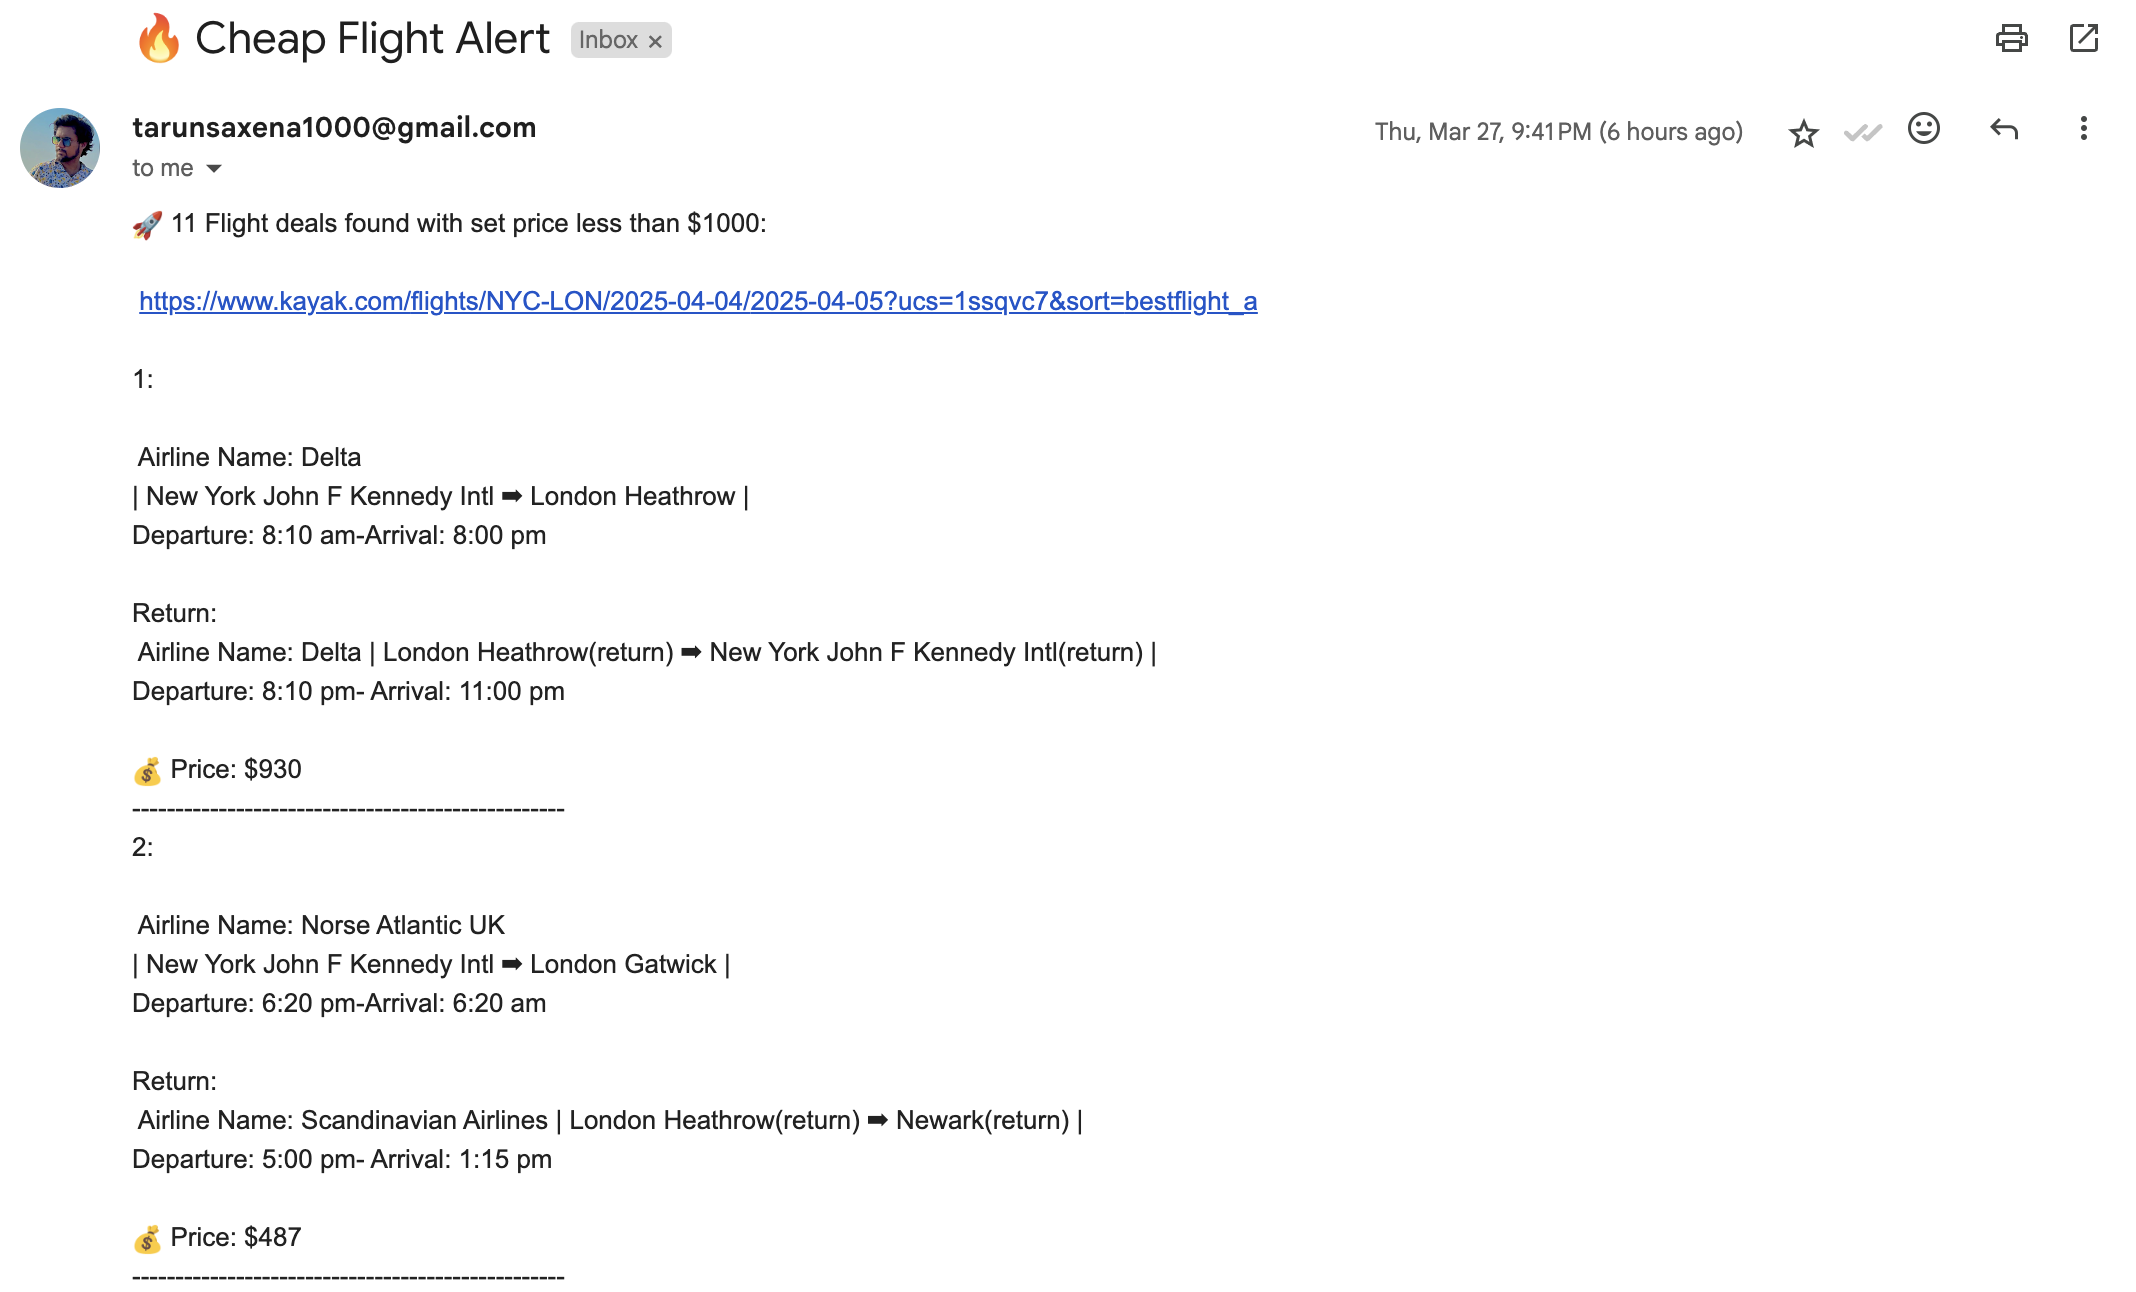 🔥 Cheap Flight Alert Inbox ×
tarunsaxena1000@gmail.com
Thu, Mar 27, 9:41 PM (6 hours ago)
to me
🚀 11 Flight deals found with set price less than $1000:
https://www.kayak.com/flights/NYC-LON/2025-04-04/2025-04-05?ucs=1ssqvc7&sort=bestflight_a
1:
Airline Name: Delta
| New York John F Kennedy Intl ➡ London Heathrow |
Departure: 8:10 am-Arrival: 8:00 pm
Return:
Airline Name: Delta | London Heathrow(return) ➡ New York John F Kennedy Intl(return) |
Departure: 8:10 pm- Arrival: 11:00 pm
💰 Price: $930
--------------------------------------------------
2:
Airline Name: Norse Atlantic UK
| New York John F Kennedy Intl ➡ London Gatwick |
Departure: 6:20 pm-Arrival: 6:20 am
Return:
Airline Name: Scandinavian Airlines | London Heathrow(return) ➡ Newark(return) |
Departure: 5:00 pm- Arrival: 1:15 pm
💰 Price: $487
--------------------------------------------------